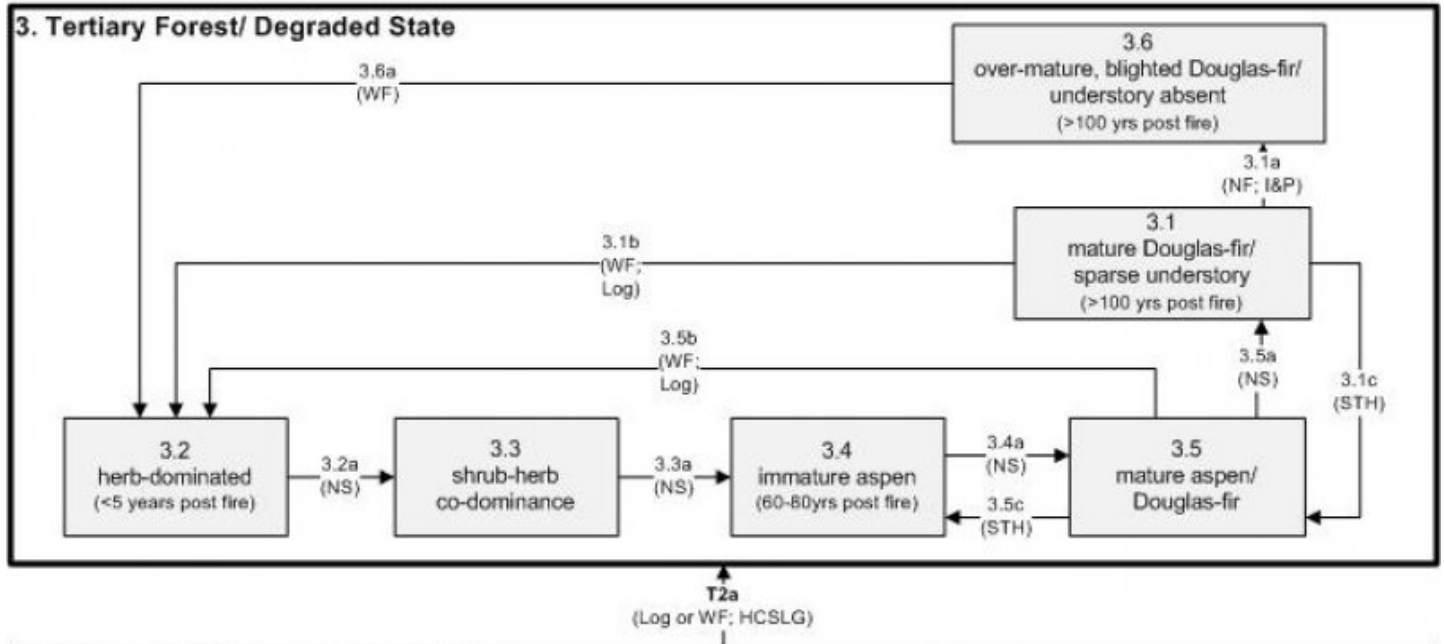 3. Tertiary Forest/ Degraded State
3.6
over-mature, blighted Douglas-fir/
understory absent
(>100 yrs post fire)
3.6a
(WF)
3.1a
(NF; I&P)
3.1
mature Douglas-fir/
sparse understory
(>100 yrs post fire)
3.1b
(WF;
Log)
3.5b
(WF;
Log)
3.5a
(NS)
3.1c
(STH)
3.2
herb-dominated
(<5 years post fire)
3.2a
(NS)
3.3
shrub-herb
co-dominance
3.3a
(NS)
3.4
immature aspen
(60-80yrs post fire)
3.4a
(NS)
3.5c
(STH)
3.5
mature aspen/
Douglas-fir
T2a
(Log or WF; HCSLG)